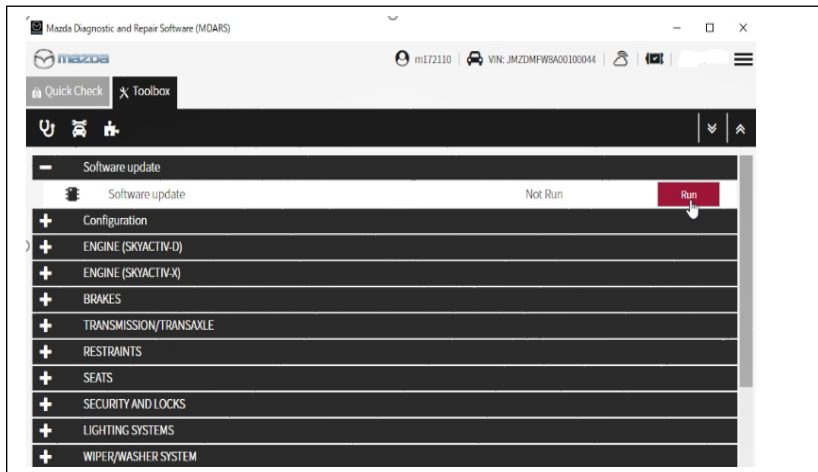 Mazda Diagnostic and Repair Software (MDARS)
mazda m172110 | VIN: JMZDMFW8A00100044
Quick Check Toolbox
Software update
Software update Not Run Run
Configuration
ENGINE (SKYACTIV-D)
ENGINE (SKYACTIV-X)
BRAKES
TRANSMISSION/TRANSAXLE
RESTRAINTS
SEATS
SECURITY AND LOCKS
LIGHTING SYSTEMS
WIPER/WASHER SYSTEM